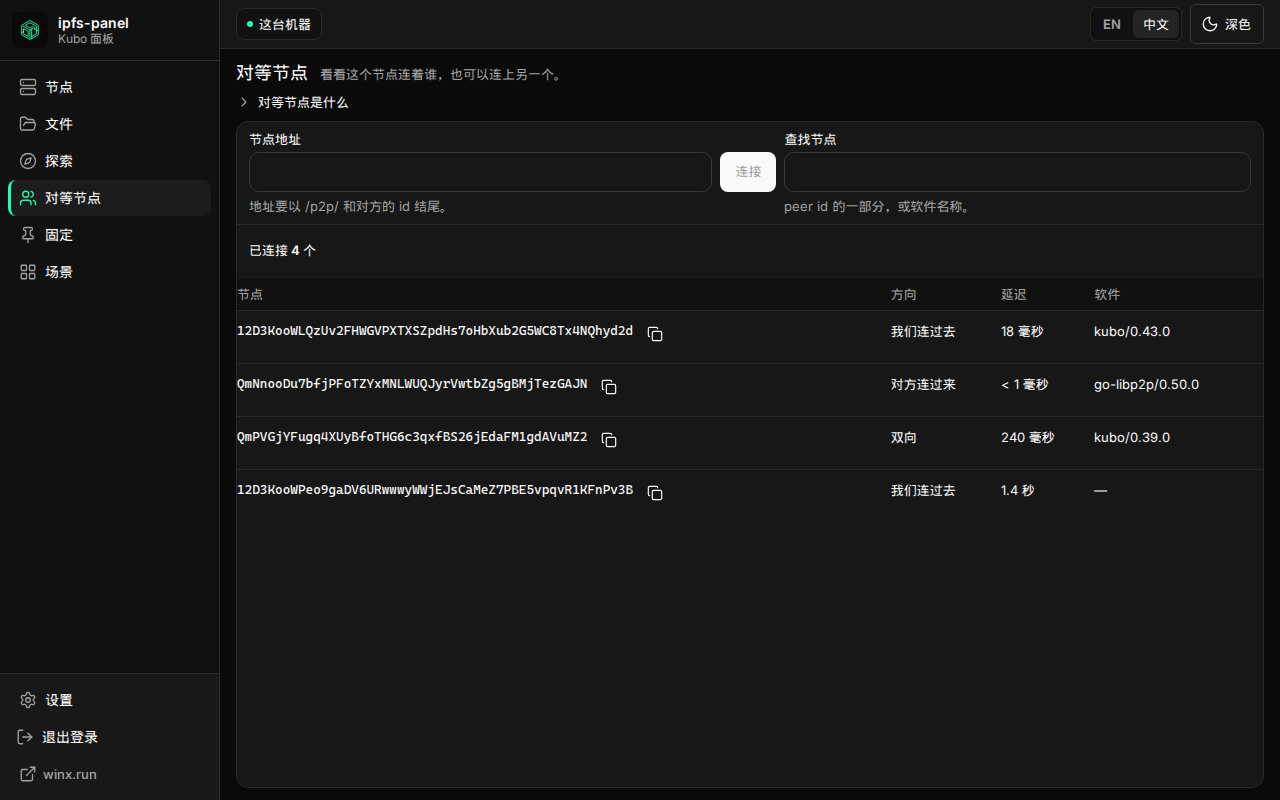 ipfs-panel
Kubo 面板
节点
文件
探索
对等节点
固定
场景
设置
退出登录
winx.run
这台机器
EN 中文 深色
对等节点 看看这个节点连着谁，也可以连上另一个。
对等节点是什么
节点地址 查找节点
连接
地址要以 /p2p/ 和对方的 id 结尾。 peer id 的一部分，或软件名称。
已连接 4 个
节点 方向 延迟 软件
12D3KooWLQzUv2FHWGVPXTXSZpdHs7oHbXub2G5WC8Tx4NQhyd2d 我们连过去 18 毫秒 kubo/0.43.0
QmNnooDu7bfjPFoTZYxMNLWUQJyrVwtbZg5gBMjTezGAJN 对方连过来 < 1 毫秒 go-libp2p/0.50.0
QmPVGjYFugq4XUyBfoTHG6c3qxfBS26jEdaFM1gdAVuMZ2 双向 240 毫秒 kubo/0.39.0
12D3KooWPeo9gaDV6URwwwyWWjEJsCaMeZ7PBE5vpqvR1KFnPv3B 我们连过去 1.4 秒 —